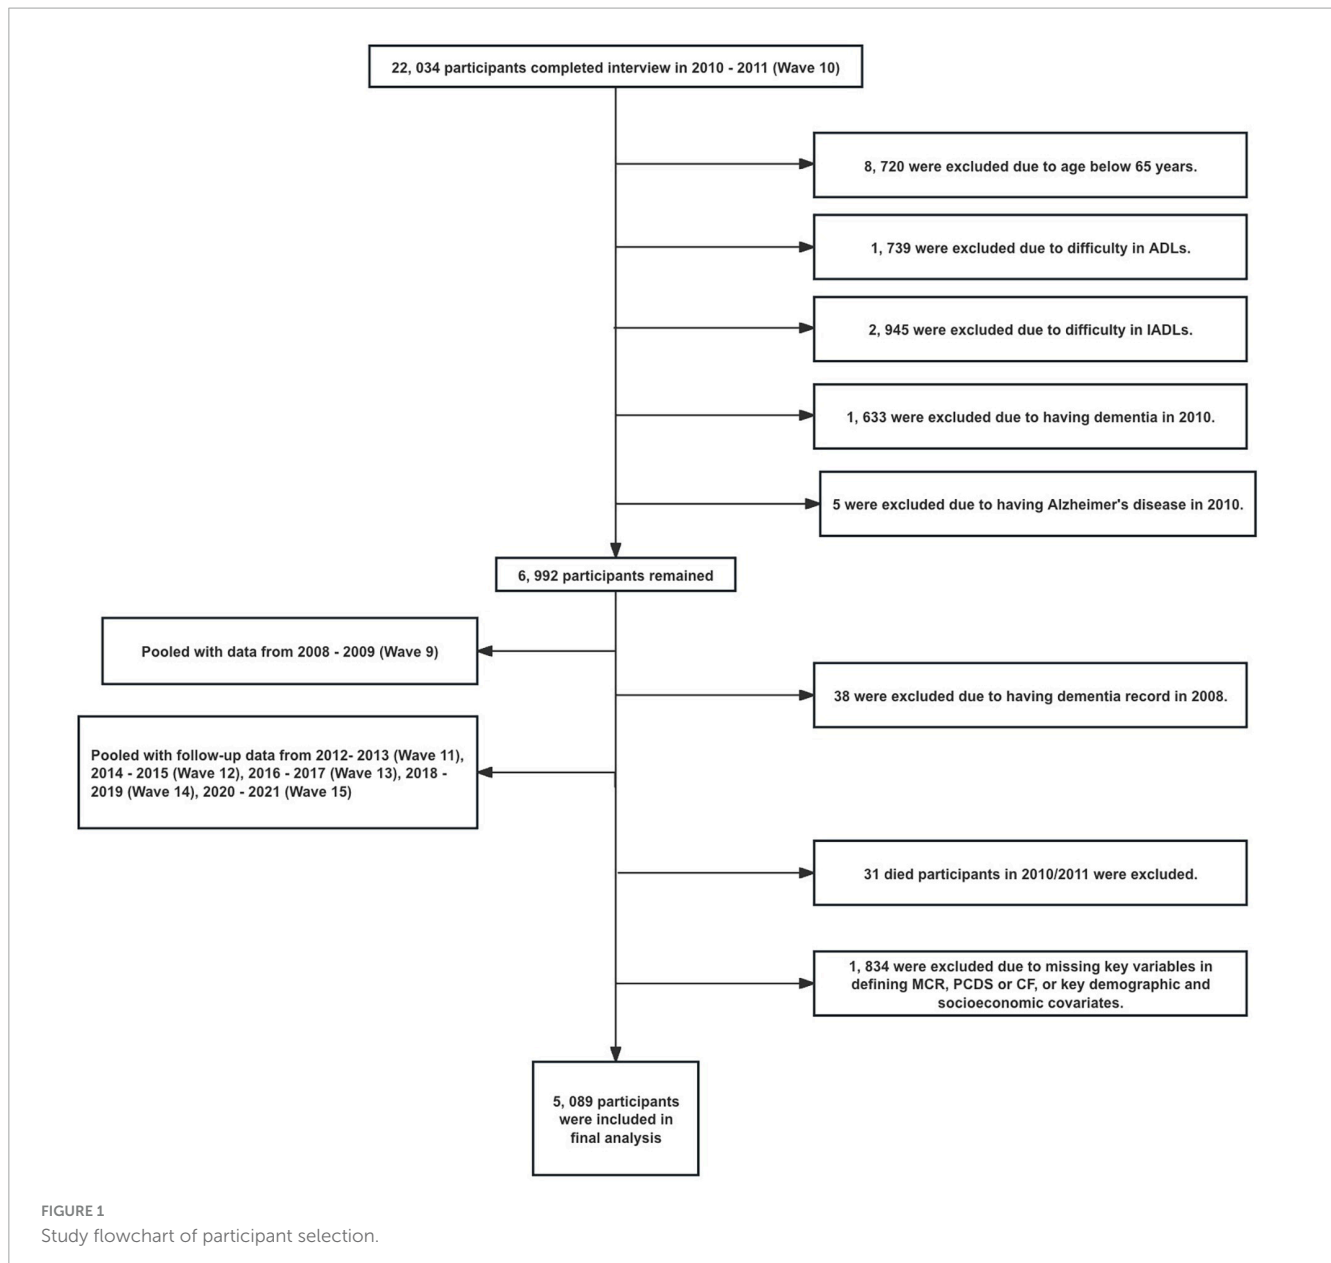 22, 034 participants completed interview in 2010 - 2011 (Wave 10)
8, 720 were excluded due to age below 65 years.
1, 739 were excluded due to difficulty in ADLs.
2, 945 were excluded due to difficulty in IADLs.
1, 633 were excluded due to having dementia in 2010.
5 were excluded due to having Alzheimer's disease in 2010.
6, 992 participants remained
Pooled with data from 2008 - 2009 (Wave 9)
38 were excluded due to having dementia record in 2008.
Pooled with follow-up data from 2012- 2013 (Wave 11),
2014 - 2015 (Wave 12), 2016 - 2017 (Wave 13), 2018 -
2019 (Wave 14), 2020 - 2021 (Wave 15)
31 died participants in 2010/2011 were excluded.
1, 834 were excluded due to missing key variables in
defining MCR, PCDS or CF, or key demographic and
socioeconomic covariates.
5, 089 participants
were included in
final analysis
FIGURE 1
Study flowchart of participant selection.